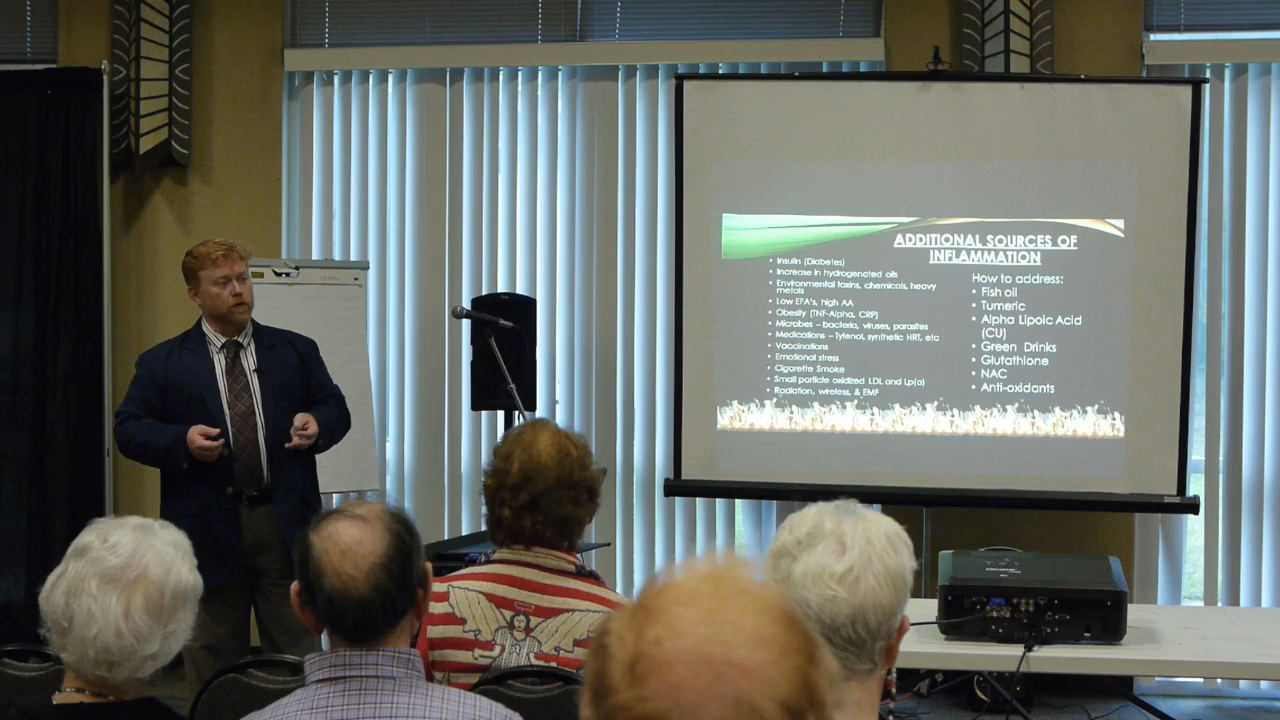 ADDITIONAL SOURCES OF
INFLAMMATION
• Insulin (Diabetes)
• Increase in hydrogenated oils
• Environmental toxins, chemicals, heavy
metals
• Low EFA's, high AA
• Obesity (TNF-Alpha, CRP)
• Microbes – bacteria, viruses, parasites
• Medications – Tylenol, synthetic HRT, etc
• Vaccinations
• Emotional stress
• Cigarette Smoke
• Small particle oxidized LDL and Lp(a)
• Radiation, wireless, & EMF
How to address:
• Fish oil
• Tumeric
• Alpha Lipoic Acid
(CU)
• Green Drinks
• Glutathione
• NAC
• Anti-oxidants